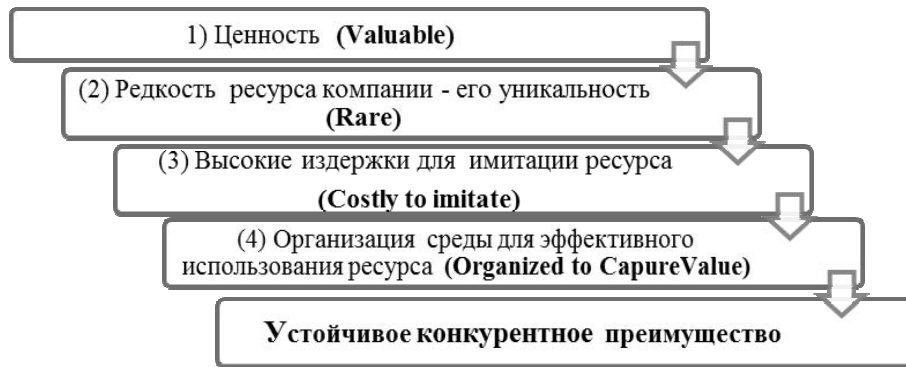 1) Ценность (Valuable)
(2) Редкость ресурса компании - его уникальность
(Rare)
(3) Высокие издержки для имитации ресурса
(Costly to imitate)
(4) Организация среды для эффективного
использования ресурса (Organized to CapureValue)
Устойчивое конкурентное преимущество